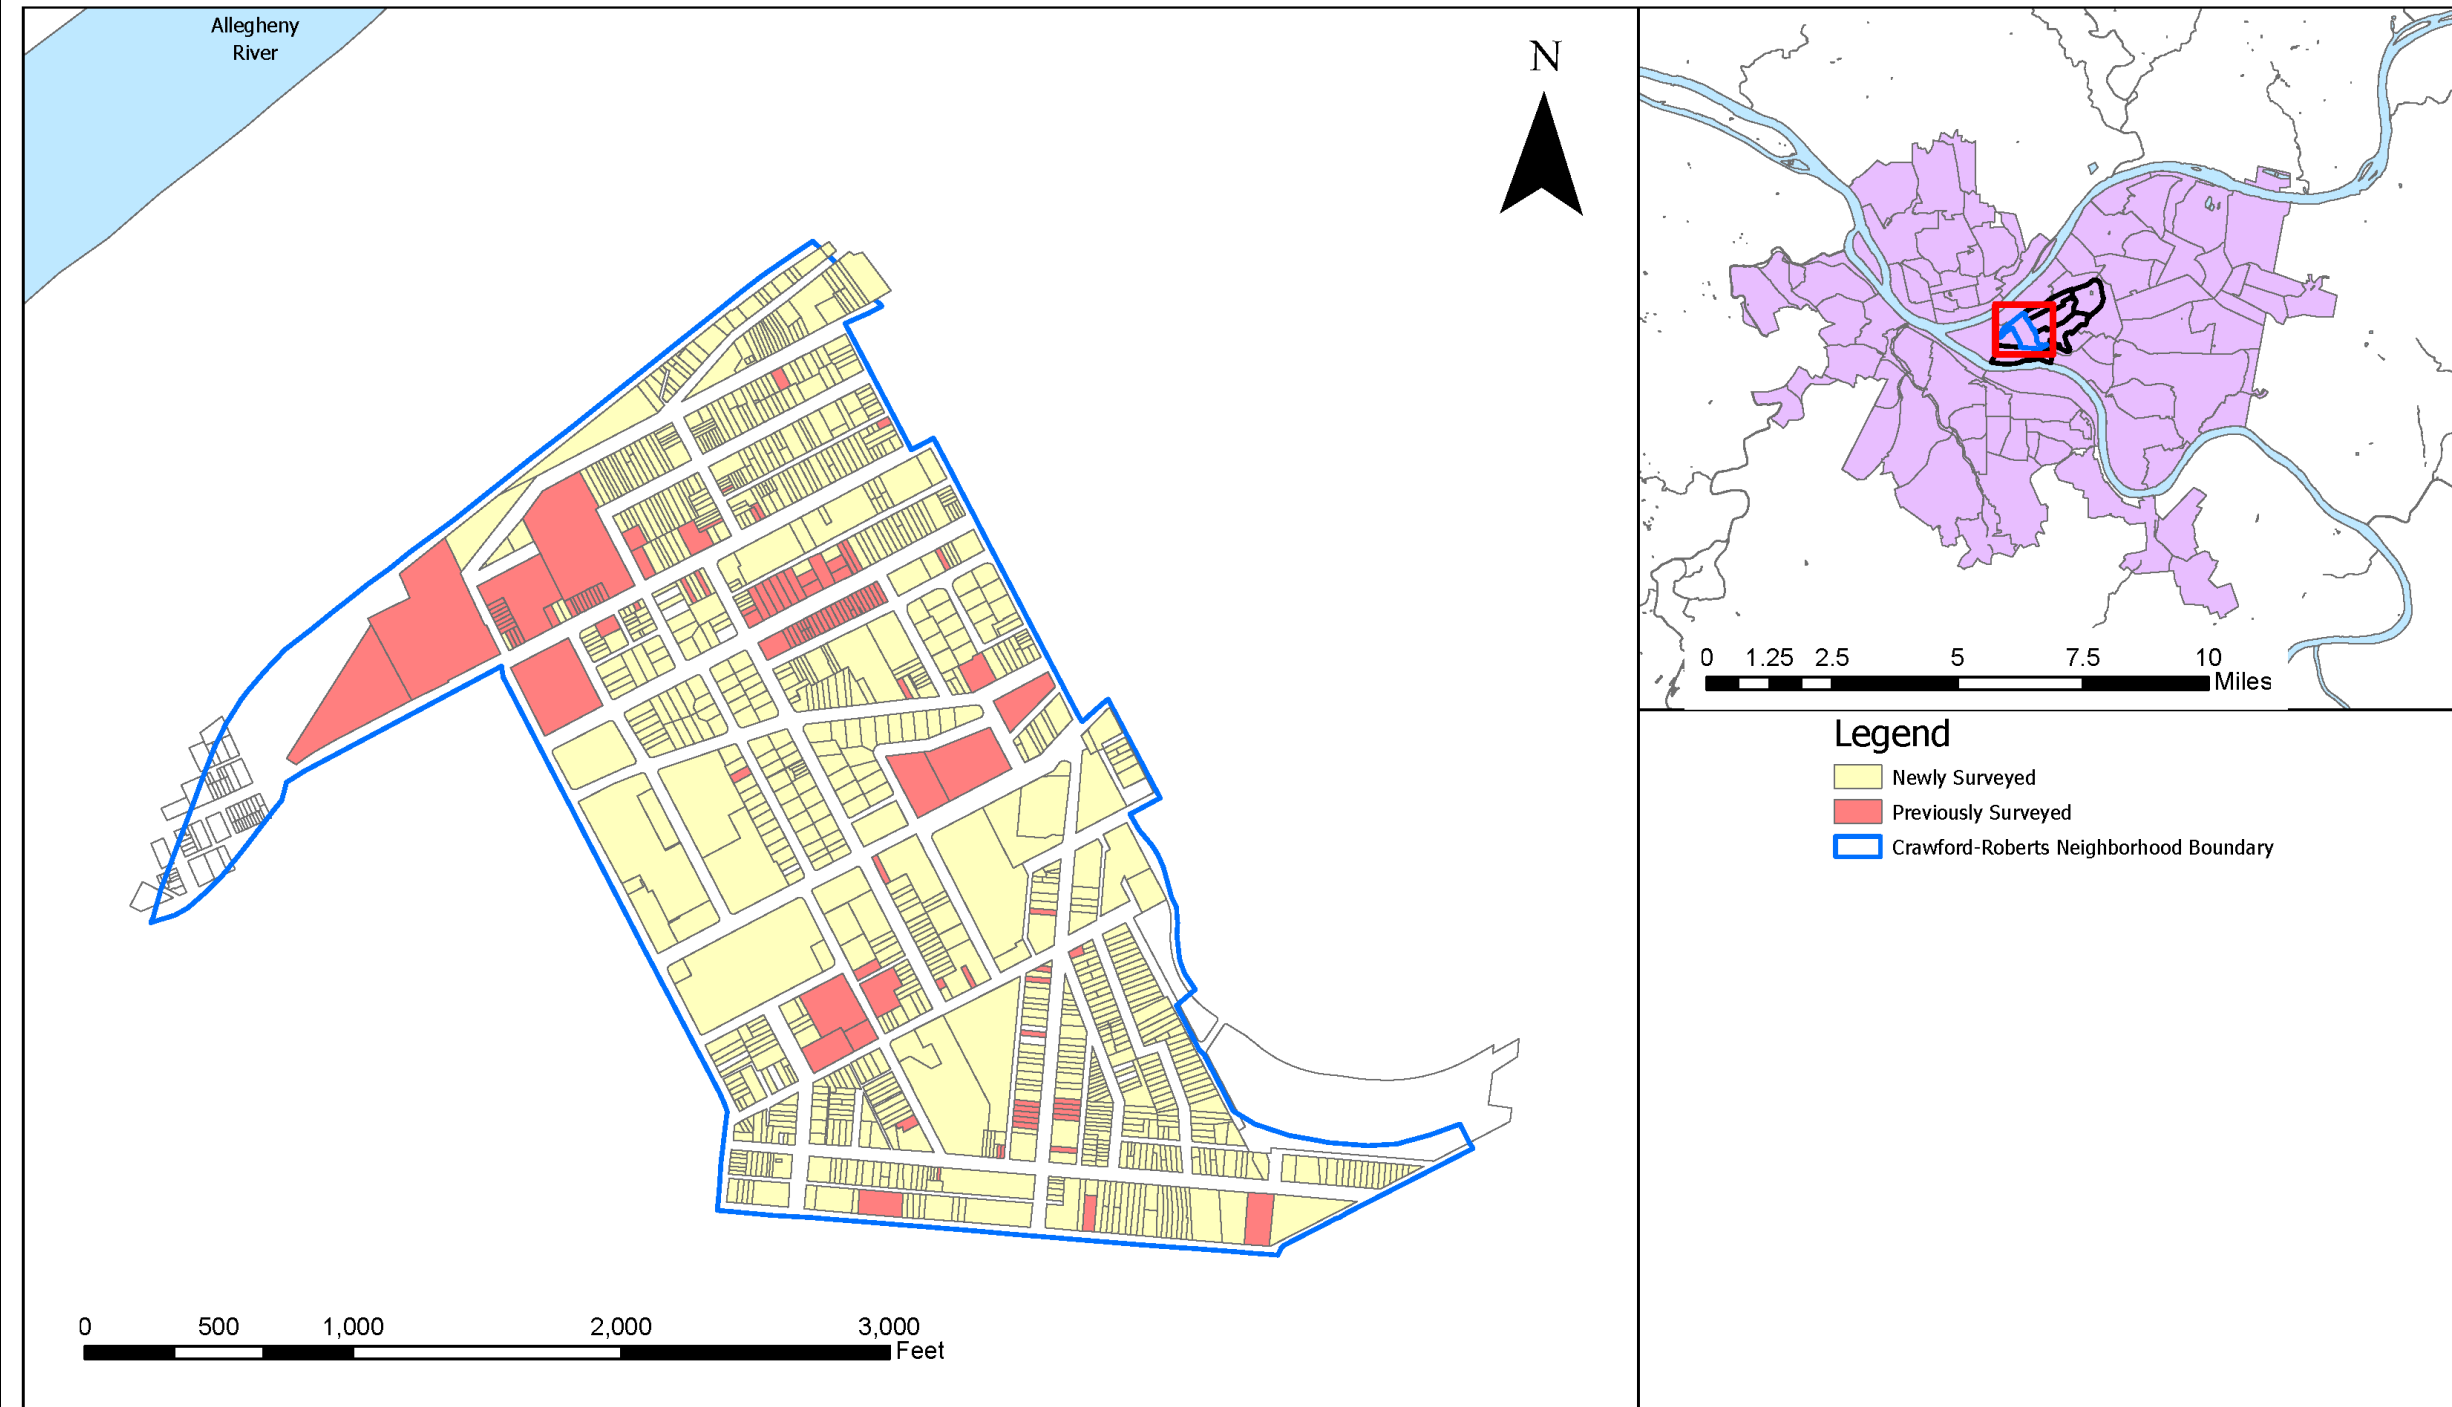 Allegheny
River
N
0 500 1,000 2,000 3,000
Feet
0 1.25 2.5 5 7.5 10
Miles
Legend
Newly Surveyed
Previously Surveyed
Crawford-Roberts Neighborhood Boundary